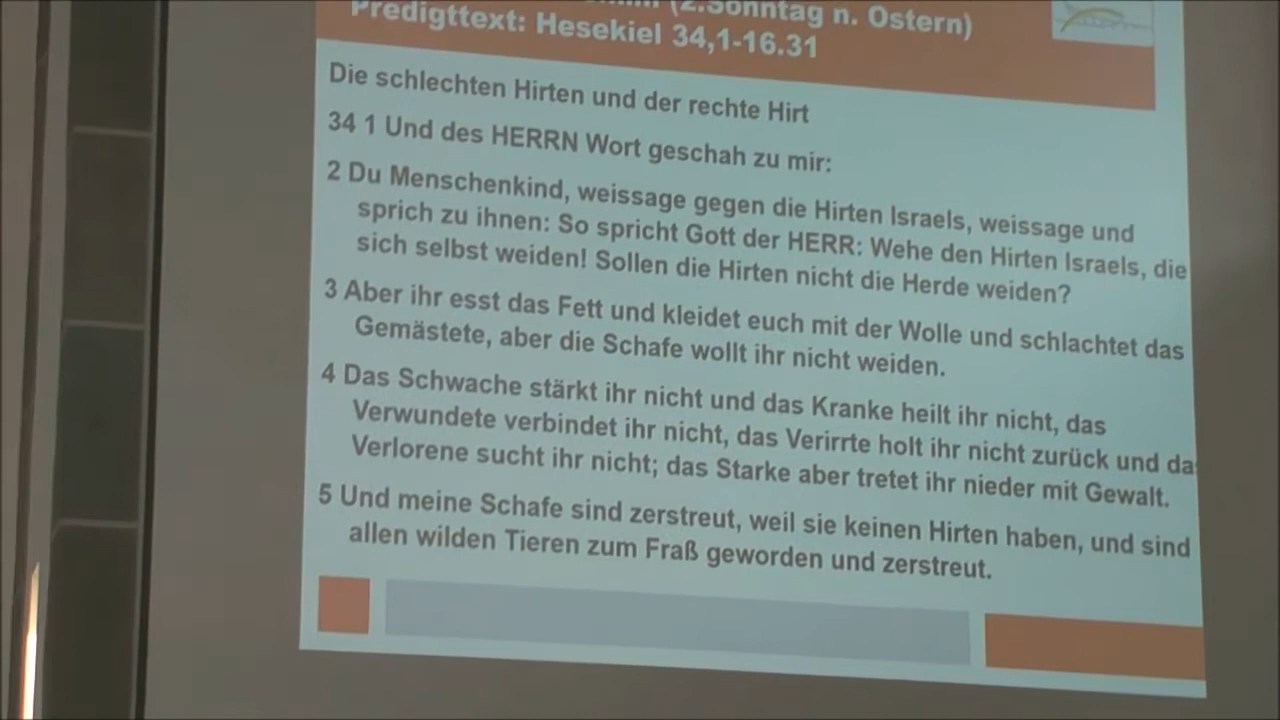 (2.Sonntag n. Ostern)
Predigttext: Hesekiel 34,1-16.31
Die schlechten Hirten und der rechte Hirt
34 1 Und des HERRN Wort geschah zu mir:
2 Du Menschenkind, weissage gegen die Hirten Israels, weissage und
sprich zu ihnen: So spricht Gott der HERR: Wehe den Hirten Israels, die
sich selbst weiden! Sollen die Hirten nicht die Herde weiden?
3 Aber ihr esst das Fett und kleidet euch mit der Wolle und schlachtet das
Gemästete, aber die Schafe wollt ihr nicht weiden.
4 Das Schwache stärkt ihr nicht und das Kranke heilt ihr nicht, das
Verwundete verbindet ihr nicht, das Verirrte holt ihr nicht zurück und da
Verlorene sucht ihr nicht; das Starke aber tretet ihr nieder mit Gewalt.
5 Und meine Schafe sind zerstreut, weil sie keinen Hirten haben, und sind
allen wilden Tieren zum Fraß geworden und zerstreut.